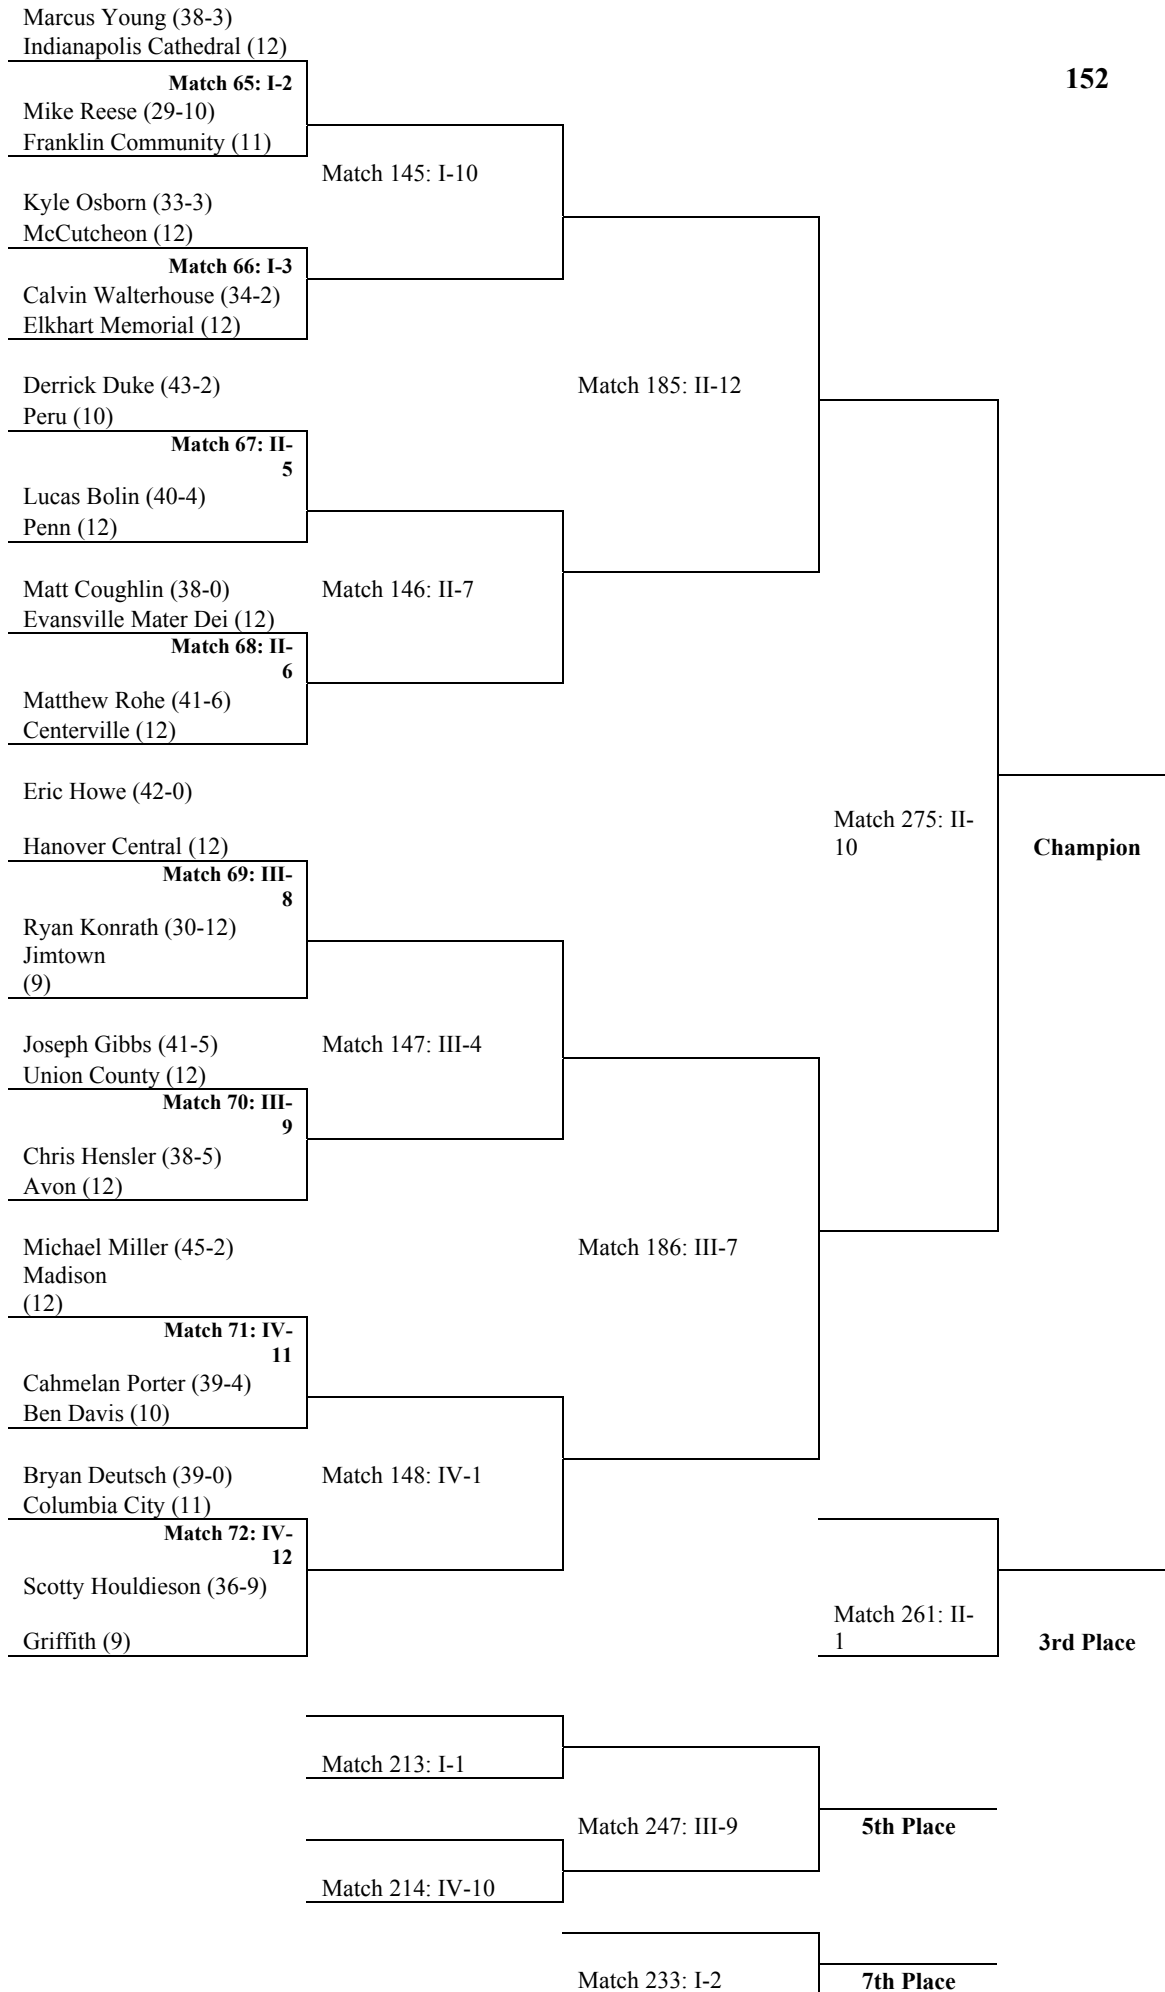 Marcus Young (38-3)
Indianapolis Cathedral (12)
Match 65: I-2
152
Mike Reese (29-10)
Franklin Community (11)
Match 145: I-10
Kyle Osborn (33-3)
McCutcheon (12)
Match 66: I-3
Calvin Walterhouse (34-2)
Elkhart Memorial (12)
Derrick Duke (43-2)
Match 185: II-12
Peru (10)
Match 67: II-
5
Lucas Bolin (40-4)
Penn (12)
Matt Coughlin (38-0)
Match 146: II-7
Evansville Mater Dei (12)
Match 68: II-
6
Matthew Rohe (41-6)
Centerville (12)
Eric Howe (42-0)
Match 275: II-
10
Hanover Central (12)
Champion
Match 69: III-
8
Ryan Konrath (30-12)
Jimtown
(9)
Joseph Gibbs (41-5)
Match 147: III-4
Union County (12)
Match 70: III-
9
Chris Hensler (38-5)
Avon (12)
Michael Miller (45-2)
Match 186: III-7
Madison
(12)
Match 71: IV-
11
Cahmelan Porter (39-4)
Ben Davis (10)
Bryan Deutsch (39-0)
Match 148: IV-1
Columbia City (11)
Match 72: IV-
12
Scotty Houldieson (36-9)
Match 261: II-
1
Griffith (9)
3rd Place
Match 213: I-1
Match 247: III-9
5th Place
Match 214: IV-10
Match 233: I-2
7th Place